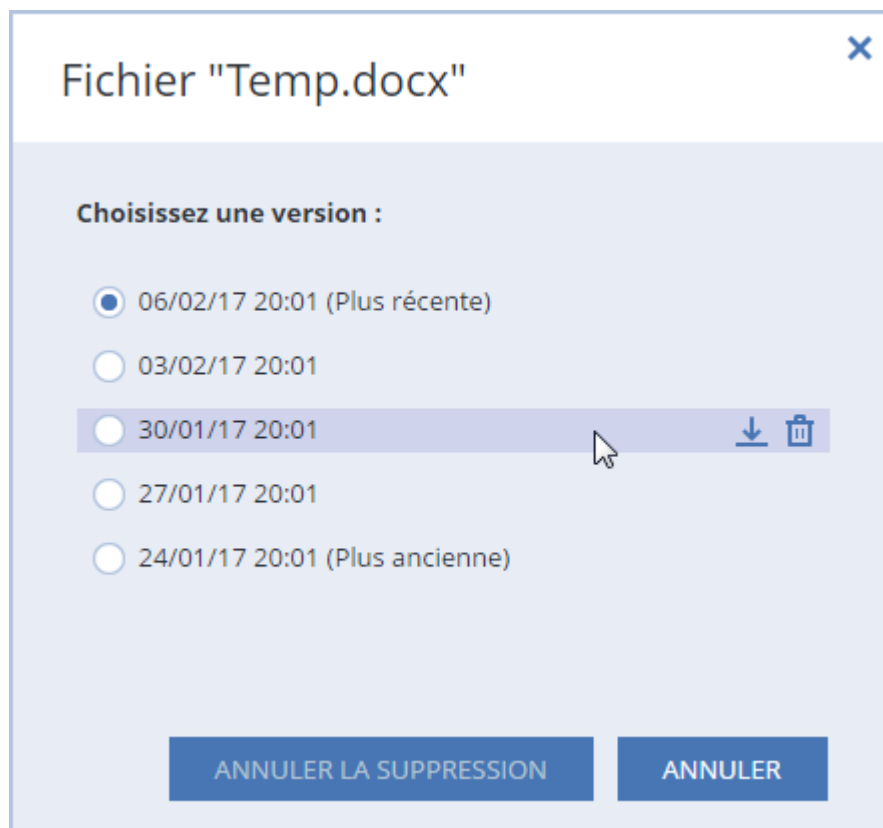 Fichier "Temp.docx"
Choisissez une version :
06/02/17 20:01 (Plus récente)
03/02/17 20:01
30/01/17 20:01
27/01/17 20:01
24/01/17 20:01 (Plus ancienne)
ANNULER LA SUPPRESSION
ANNULER